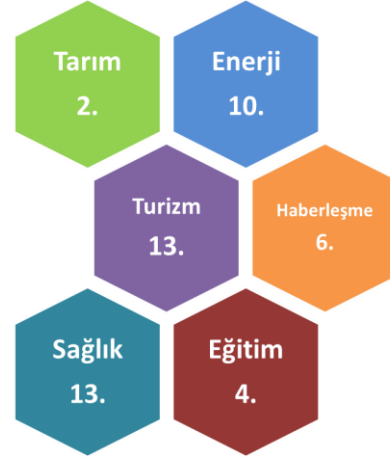 Tarım
2.
Enerji
10.
Turizm
13.
Haberleşme
6.
Sağlık
13.
Eğitim
4.